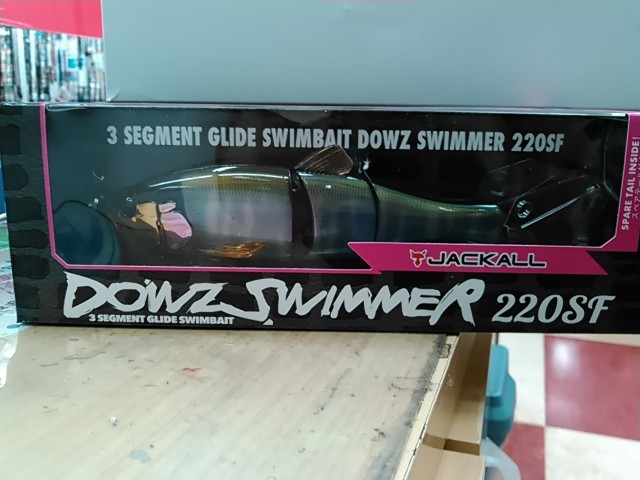 3 SEGMENT GLIDE SWIMBAIT DOWZ SWIMMER 220SF
SPARE TAIL INSIDE!
JACKALL
DOWZ SWIMMER 220SF
3 SEGMENT GLIDE SWIMBAIT